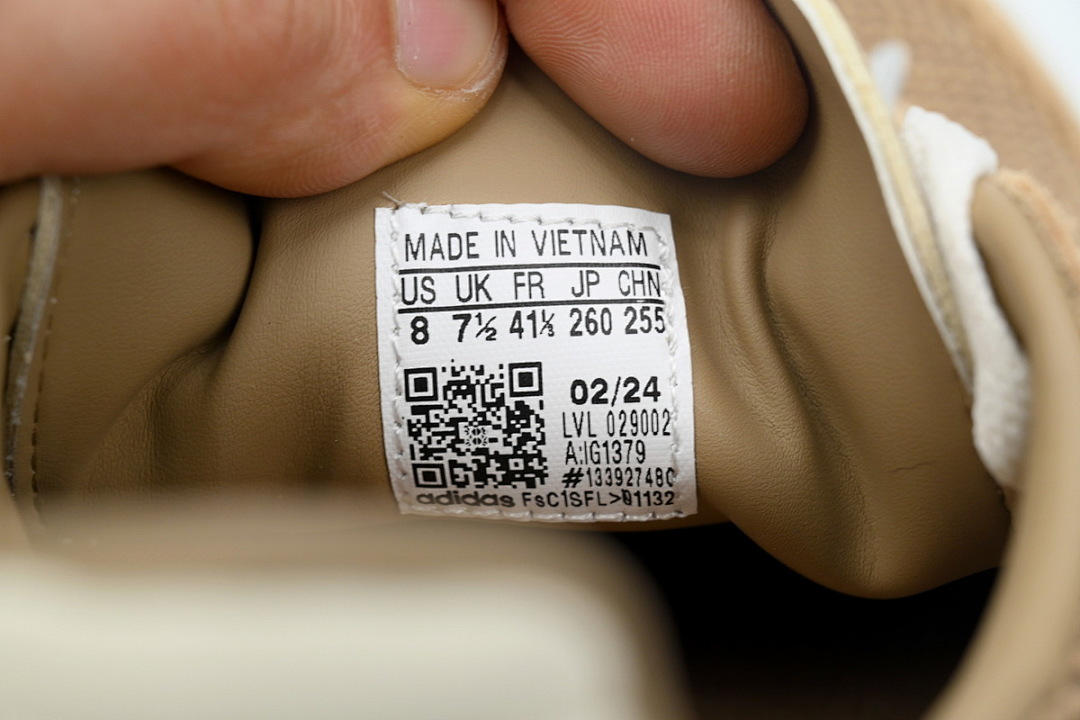 MADE IN VIETNAM
US UK FR JP CHN
8 7½ 41⅓ 260 255
02/24
LVL 029002
A:IG1379
#13392748C
adidas FsC1SFL>01132